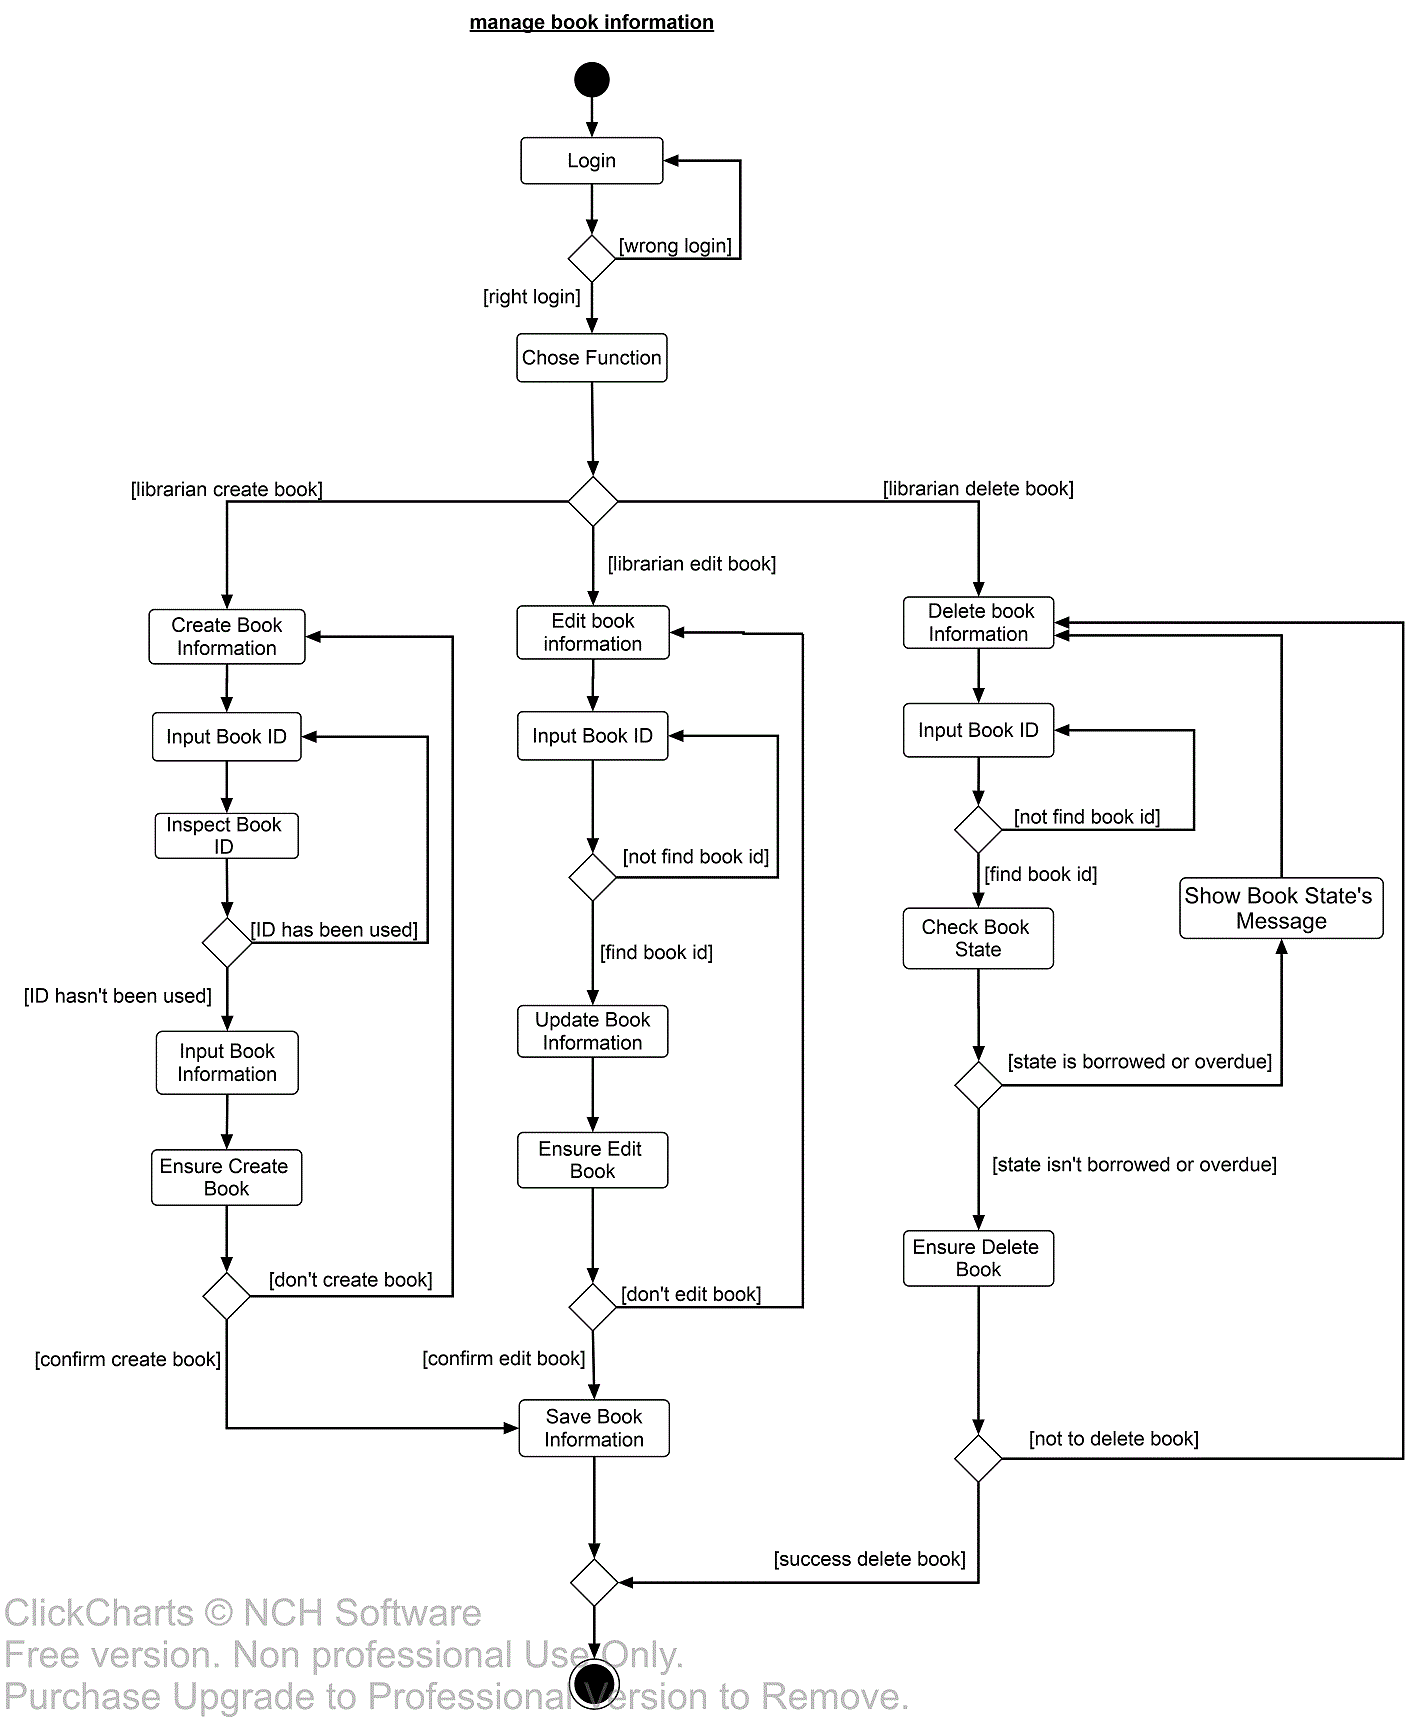 manage book information
Login
[wrong login]
[right login]
Chose Function
[librarian create book]
[librarian delete book]
[librarian edit book]
Create Book
Information
Edit book
information
Delete book
Information
Input Book ID
Input Book ID
Input Book ID
Inspect Book
ID
[not find book id]
[not find book id]
[find book id]
Show Book State's
Message
[ID has been used]
Check Book
State
[find book id]
[ID hasn't been used]
Update Book
Information
Input Book
Information
[state is borrowed or overdue]
Ensure Create
Book
Ensure Edit
Book
[state isn't borrowed or overdue]
Ensure Delete
Book
[don't create book]
[don't edit book]
[confirm create book]
[confirm edit book]
Save Book
Information
[not to delete book]
[success delete book]
ClickCharts © NCH Software
Free version. Non professional Use Only.
Purchase Upgrade to Professional Version to Remove.